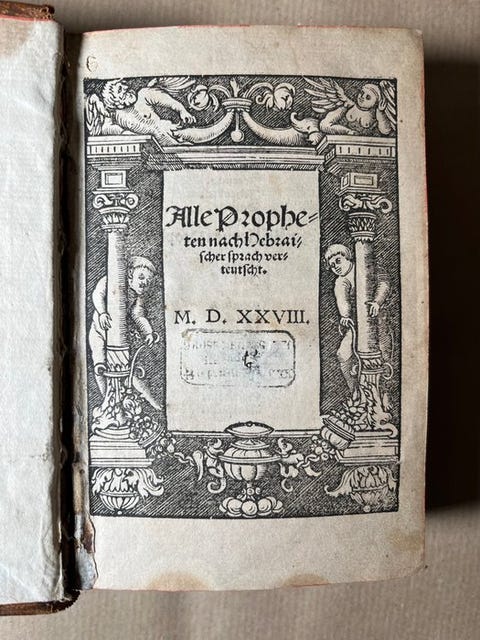 Alle Prophe⸗
ten nach Hebrai⸗
scher sprach ver⸗
teutscht.
M. D. XXVIII.